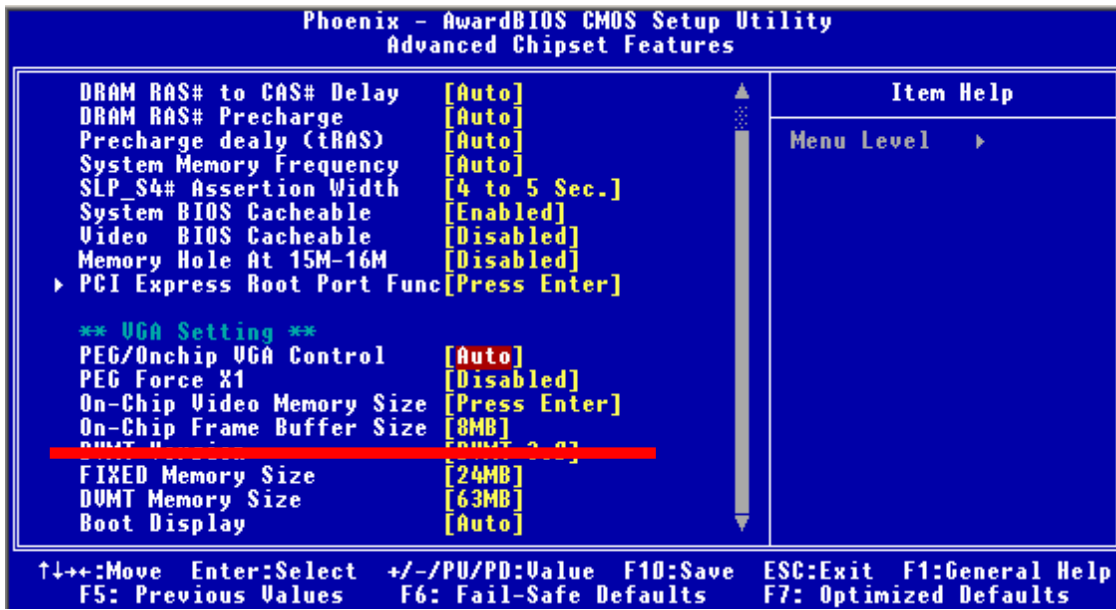 Phoenix - AwardBIOS CMOS Setup Utility
Advanced Chipset Features
DRAM RAS# to CAS# Delay [Auto]
DRAM RAS# Precharge [Auto]
Precharge dealy (tRAS) [Auto]
System Memory Frequency [Auto]
SLP_S4# Assertion Width [4 to 5 Sec.]
System BIOS Cacheable [Enabled]
Video BIOS Cacheable [Disabled]
Memory Hole At 15M-16M [Disabled]
PCI Express Root Port Func[Press Enter]
** VGA Setting **
PEG/Onchip VGA Control [Auto]
PEG Force X1 [Disabled]
On-Chip Video Memory Size [Press Enter]
On-Chip Frame Buffer Size [8MB]
FIXED Memory Size [24MB]
DVMT Memory Size [63MB]
Boot Display [Auto]
Item Help
Menu Level
↑↓→←:Move Enter:Select +/-/PU/PD:Value F10:Save ESC:Exit F1:General Help
F5: Previous Values F6: Fail-Safe Defaults F7: Optimized Defaults